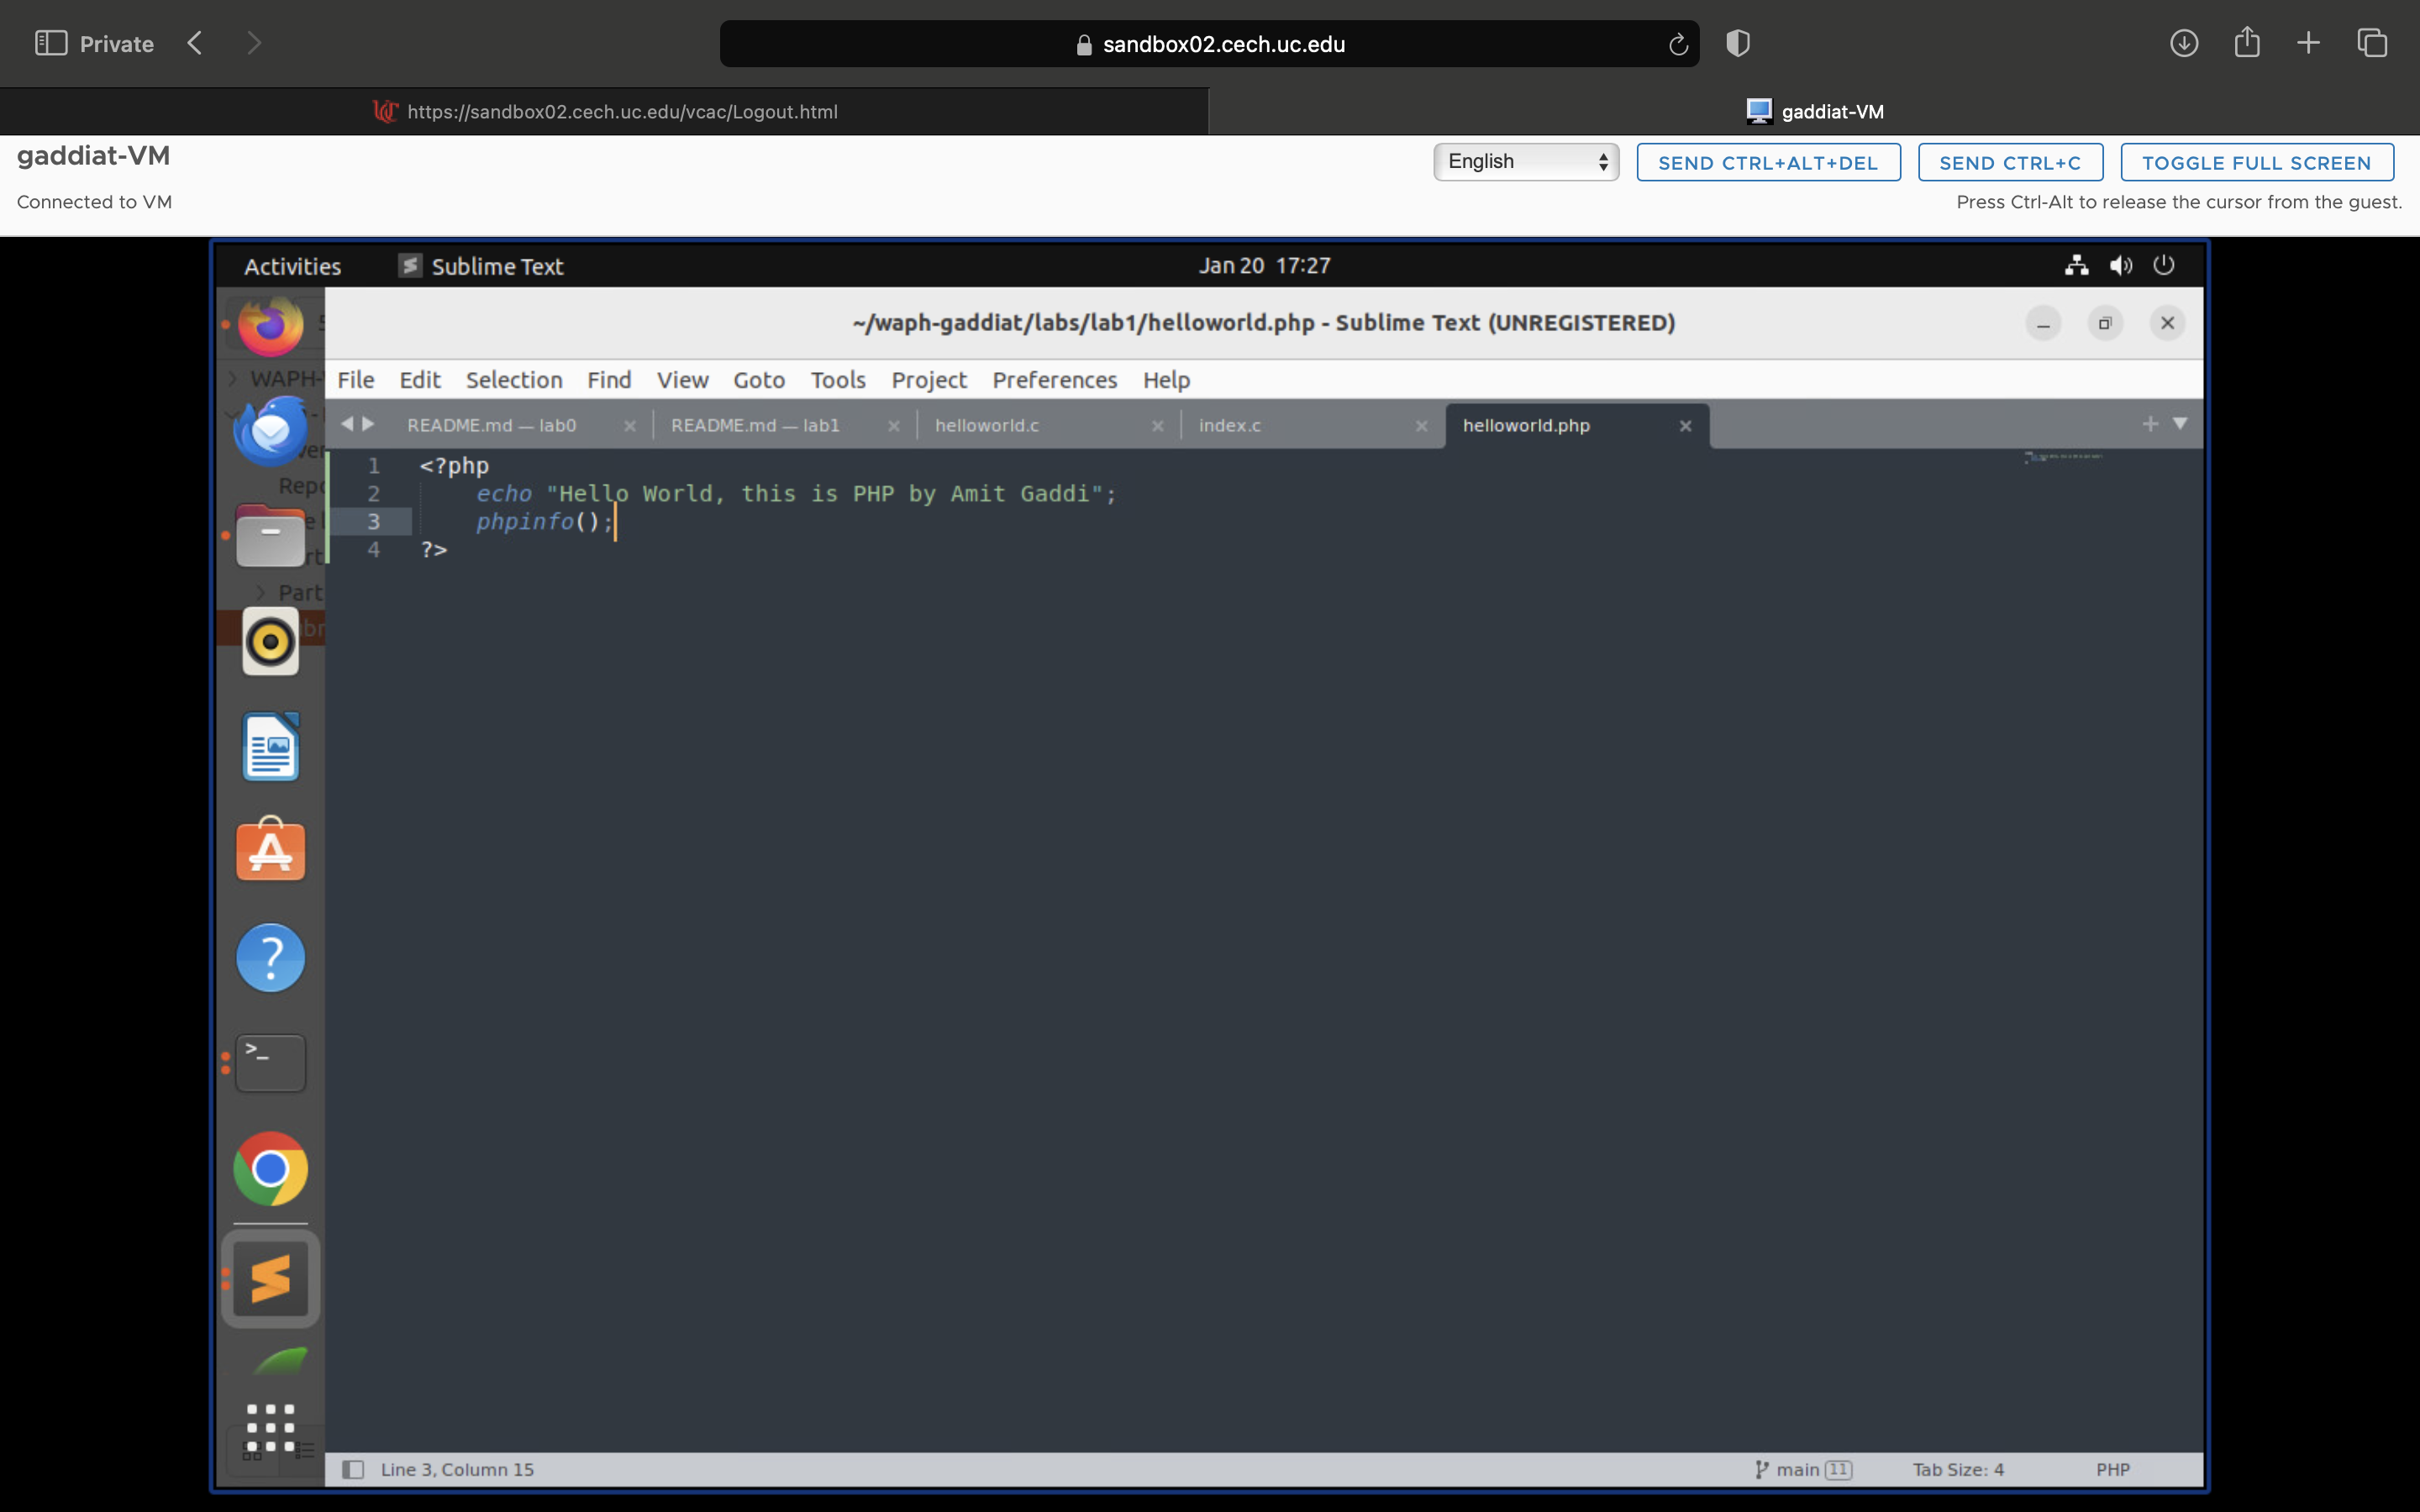 Private
sandbox02.cech.uc.edu
https://sandbox02.cech.uc.edu/vcac/Logout.html
gaddiat-VM
gaddiat-VM
English
SEND CTRL+ALT+DEL
SEND CTRL+C
TOGGLE FULL SCREEN
Connected to VM
Press Ctrl-Alt to release the cursor from the guest.
Activities
Sublime Text
Jan 20 17:27
~/waph-gaddiat/labs/lab1/helloworld.php - Sublime Text (UNREGISTERED)
WAPH-
File Edit Selection Find View Goto Tools Project Preferences Help
README.md — lab0
README.md — lab1
helloworld.c
index.c
helloworld.php
1 <?php
2 echo "Hello World, this is PHP by Amit Gaddi";
3 phpinfo();
4 ?>
Part
Line 3, Column 15
main 11
Tab Size: 4
PHP